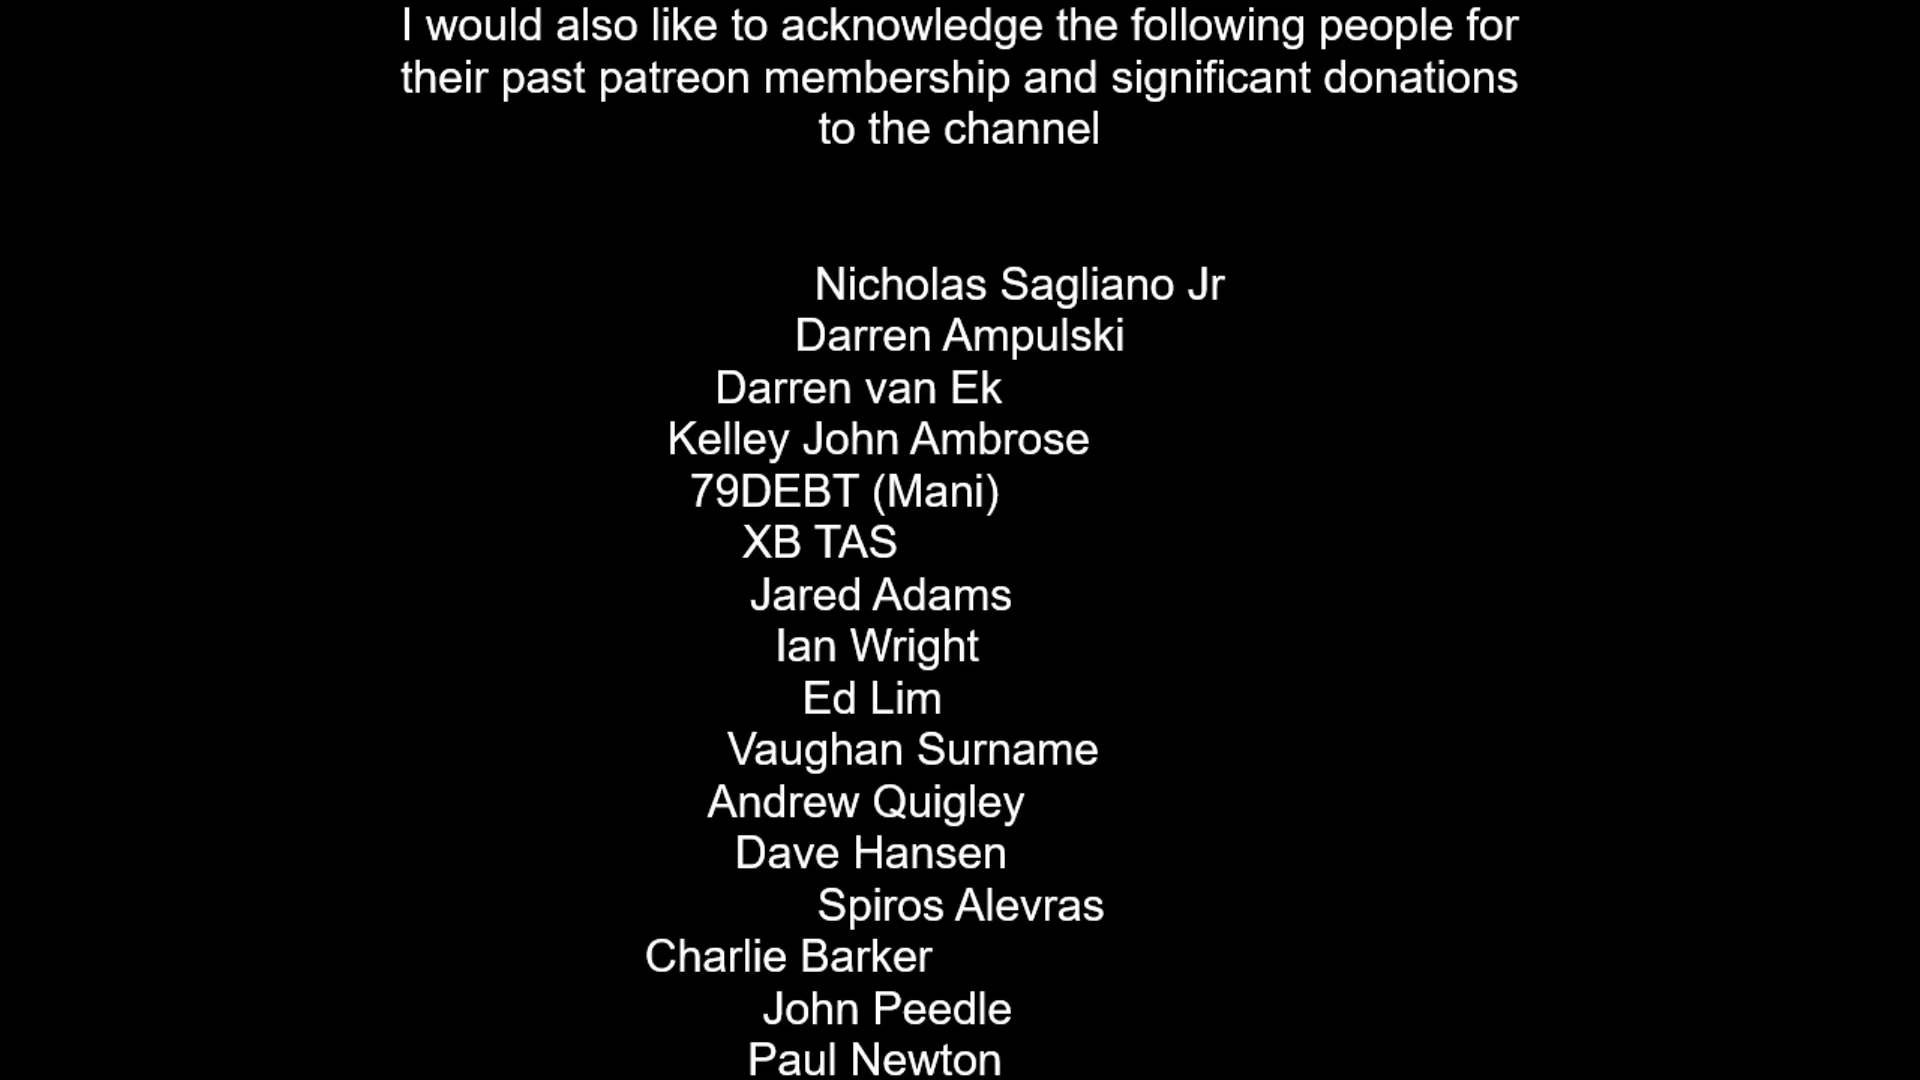 I would also like to acknowledge the following people for
their past patreon membership and significant donations
to the channel
Nicholas Sagliano Jr
Darren Ampulski
Darren van Ek
Kelley John Ambrose
79DEBT (Mani)
XB TAS
Jared Adams
Ian Wright
Ed Lim
Vaughan Surname
Andrew Quigley
Dave Hansen
Spiros Alevras
Charlie Barker
John Peedle
Paul Newton